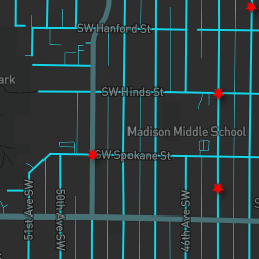 SW Hanford St
ark
SW Hinds St
Madison Middle School
SW Spokane St
51st Ave SW
50th Ave SW
46th Ave SW
S